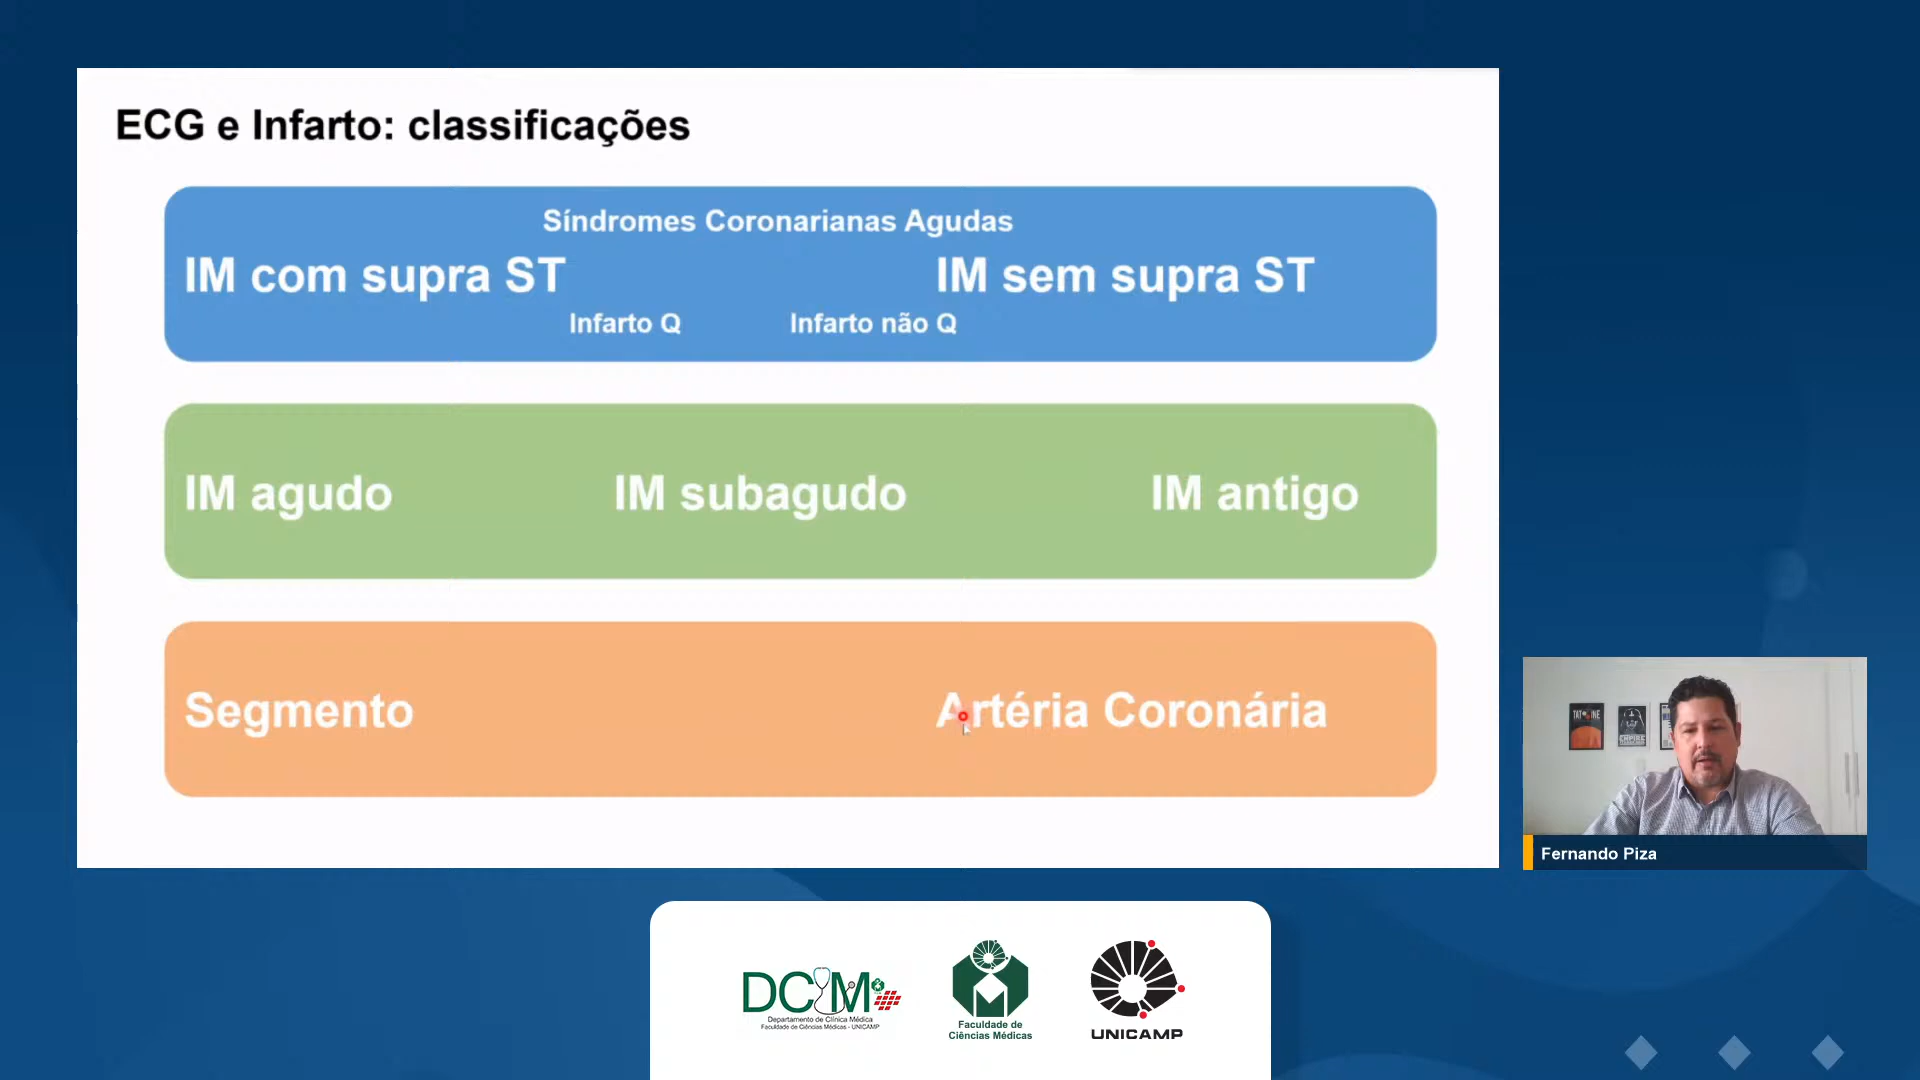 ECG e Infarto: classificações
Síndromes Coronarianas Agudas
IM com supra ST
IM sem supra ST
Infarto Q
Infarto não Q
IM agudo
IM subagudo
IM antigo
Segmento
Artéria Coronária
EMPIRE
Fernando Piza
DCM
Departamento de Clínica Médica
Faculdade de Ciências Médicas - UNICAMP
Faculdade de
Ciências Médicas
UNICAMP